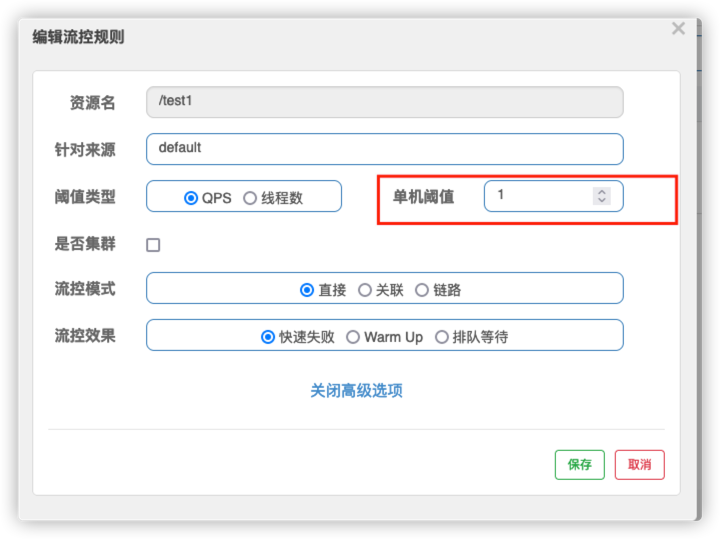 编辑流控规则
资源名 /test1
针对来源 default
阈值类型 QPS 线程数 单机阈值 1
是否集群
流控模式 直接 关联 链路
流控效果 快速失败 Warm Up 排队等待
关闭高级选项
保存 取消